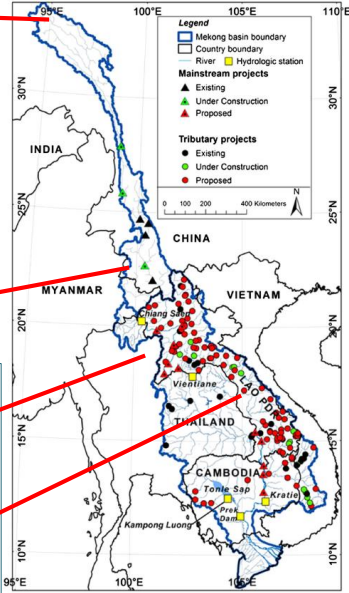 95°E
100°E
105°E
110°E
Legend
Mekong basin boundary
Country boundary
River
Hydrologic station
Mainstream projects
Existing
Under Construction
Proposed
Tributary projects
Existing
Under Construction
Proposed
N
0 100 200 400 Kilometers
30°N
30°N
INDIA
25°N
25°N
CHINA
MYANMAR
VIETNAM
20°N
20°N
Chiang Saen
LAO PDR
Vientiane
THAILAND
15°N
15°N
CAMBODIA
Tonle Sap
Kratie
Prek
Dam
Kampong Luong
10°N
10°N
95°E
100°E
105°E
110°E